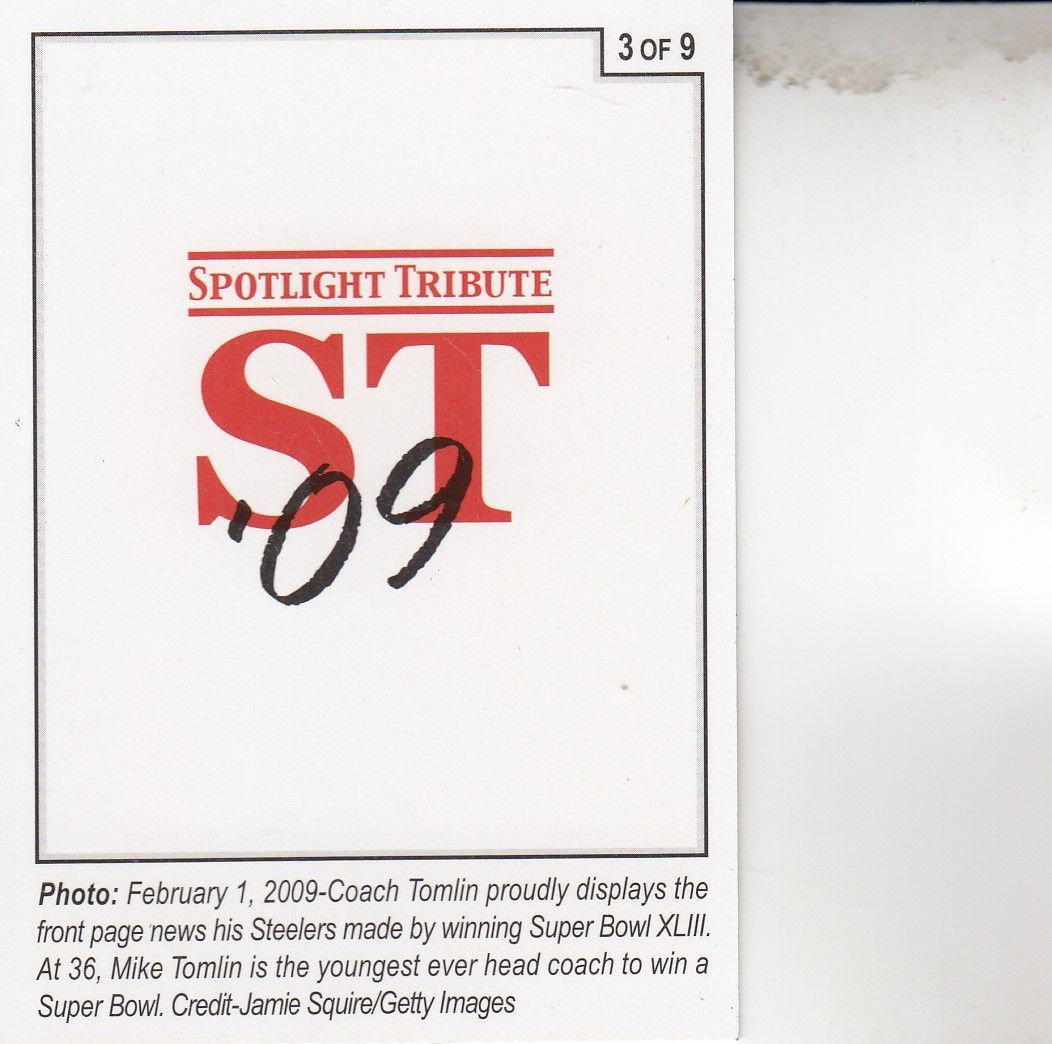 3 OF 9
SPOTLIGHT TRIBUTE
ST
'09
Photo: February 1, 2009-Coach Tomlin proudly displays the
front page news his Steelers made by winning Super Bowl XLIII.
At 36, Mike Tomlin is the youngest ever head coach to win a
Super Bowl. Credit-Jamie Squire/Getty Images